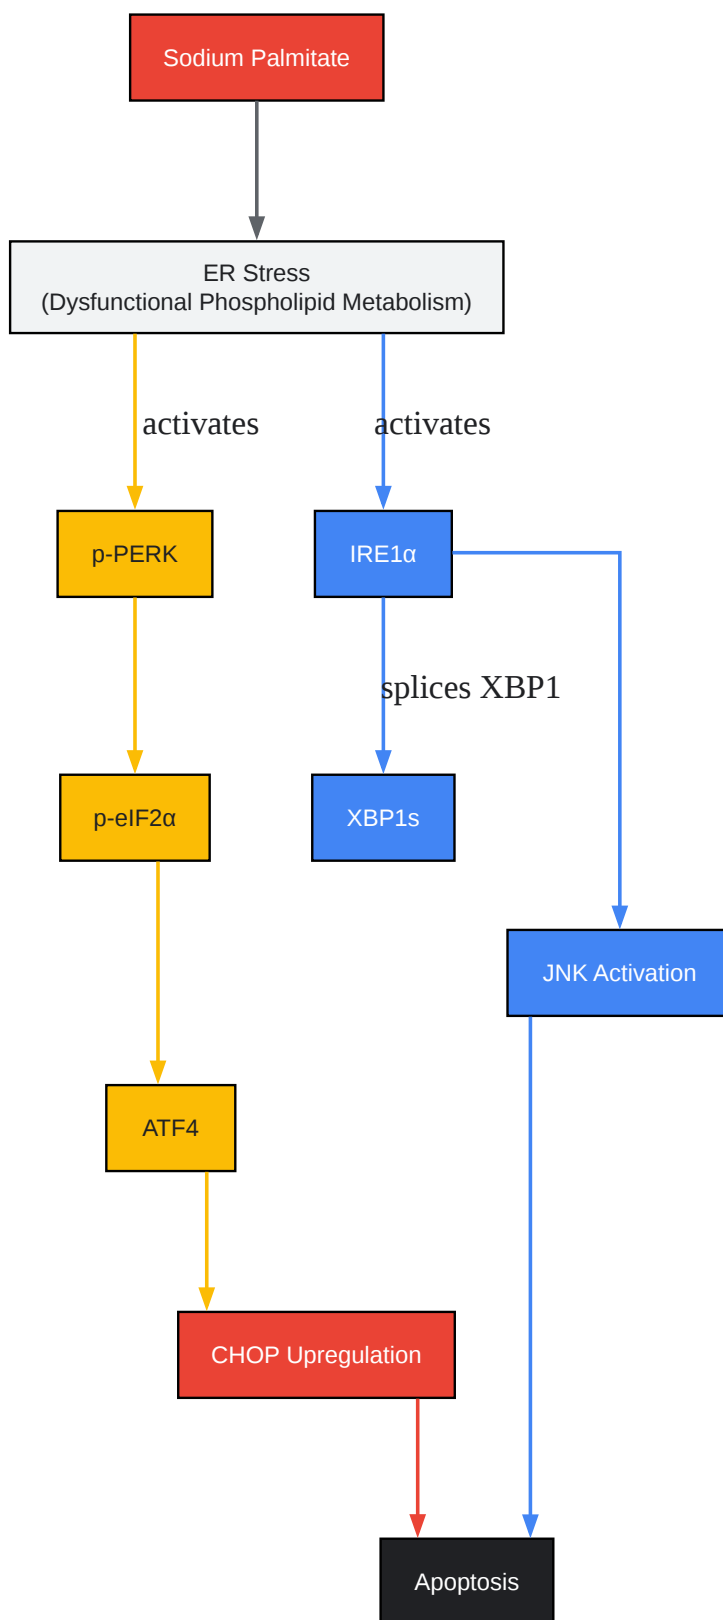 Sodium Palmitate
ER Stress
(Dysfunctional Phospholipid Metabolism)
activates
activates
p-PERK
IRE1α
splices XBP1
p-eIF2α
XBP1s
JNK Activation
ATF4
CHOP Upregulation
Apoptosis